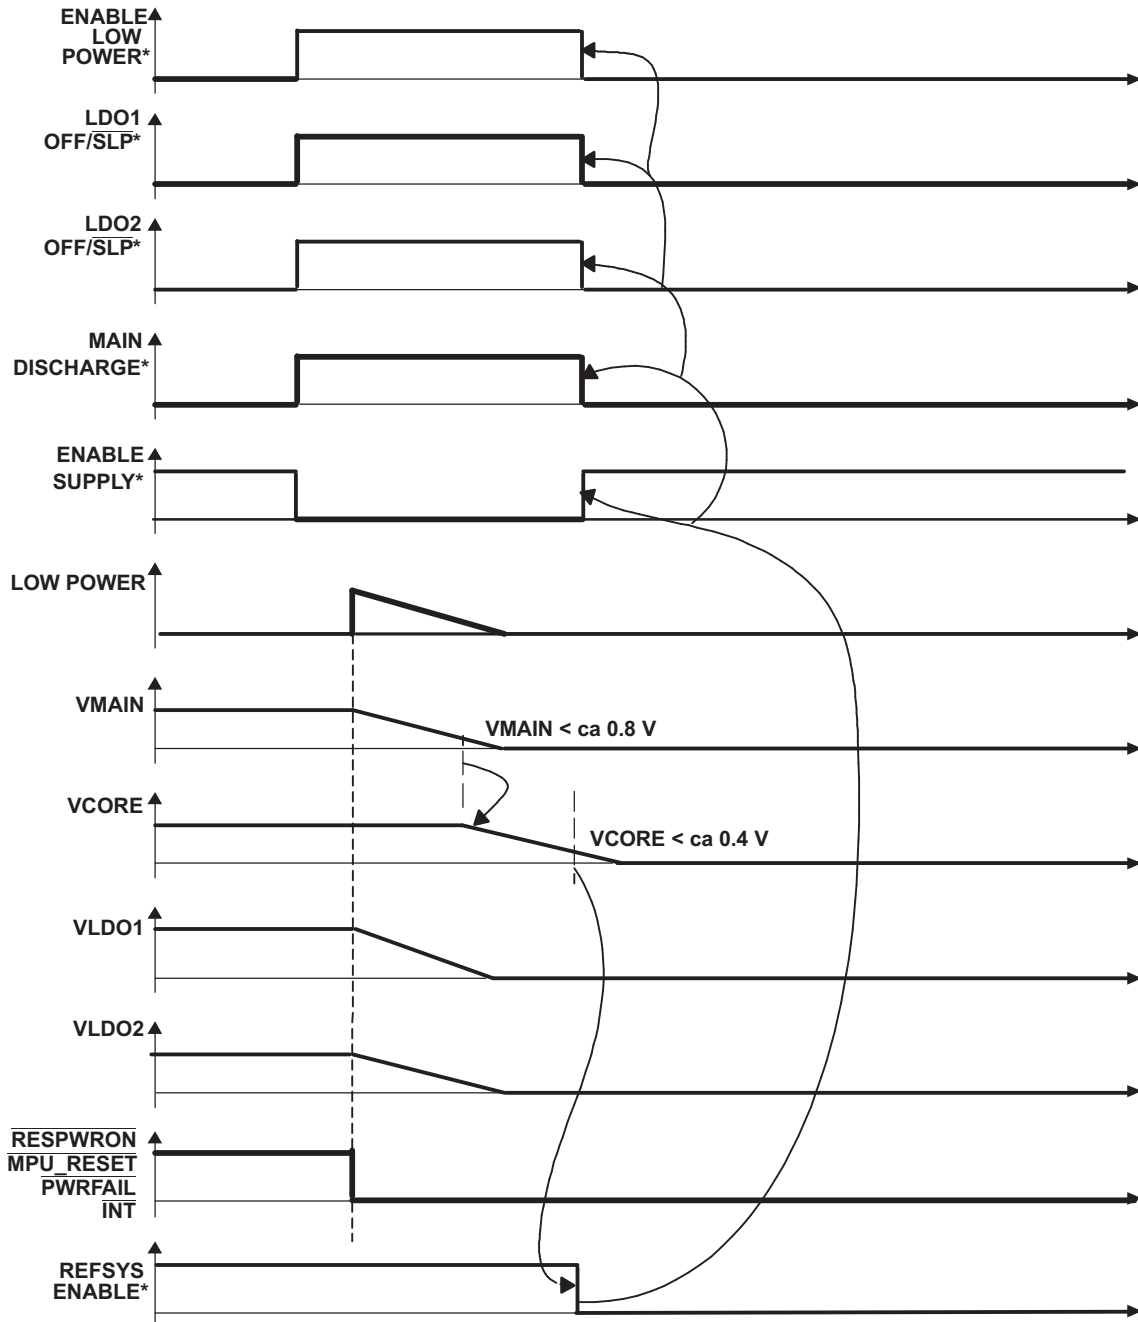 ENABLE
LOW
POWER*
LDO1
OFF/SLP*
LDO2
OFF/SLP*
MAIN
DISCHARGE*
ENABLE
SUPPLY*
LOW POWER
VMAIN
VMAIN < ca 0.8 V
VCORE
VCORE < ca 0.4 V
VLDO1
VLDO2
RESPWRON
MPU_RESET
PWRFAIL
INT
REFSYS
ENABLE*